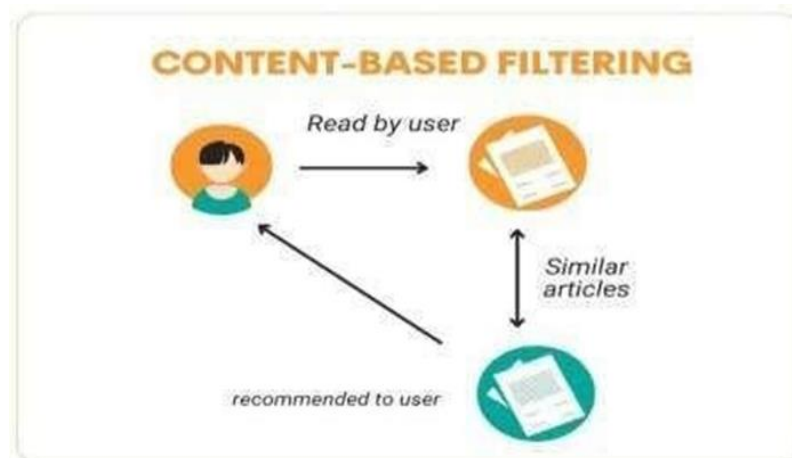 CONTENT-BASED FILTERING
Read by user
Similar
articles
recommended to user